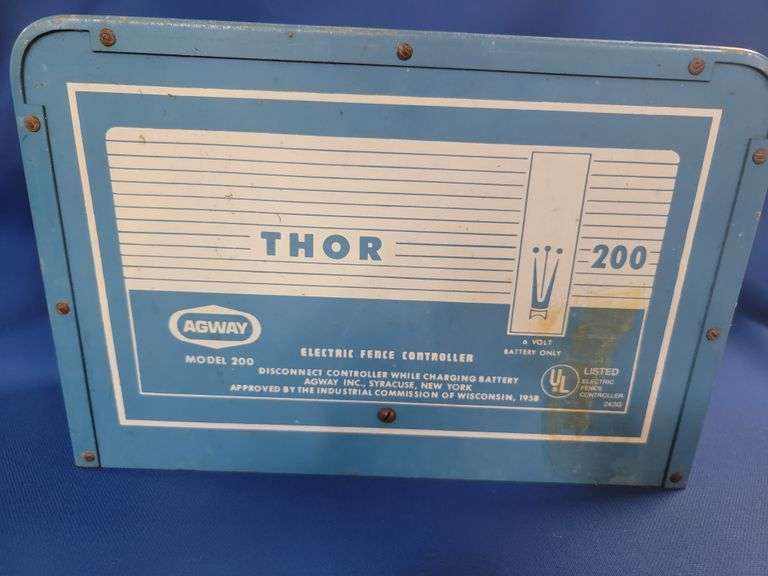 THOR
200
6 VOLT
BATTERY ONLY
AGWAY
MODEL 200
ELECTRIC FENCE CONTROLLER
DISCONNECT CONTROLLER WHILE CHARGING BATTERY
AGWAY INC., SYRACUSE, NEW YORK
APPROVED BY THE INDUSTRIAL COMMISSION OF WISCONSIN, 1958
UL
LISTED
ELECTRIC
FENCE
CONTROLLER